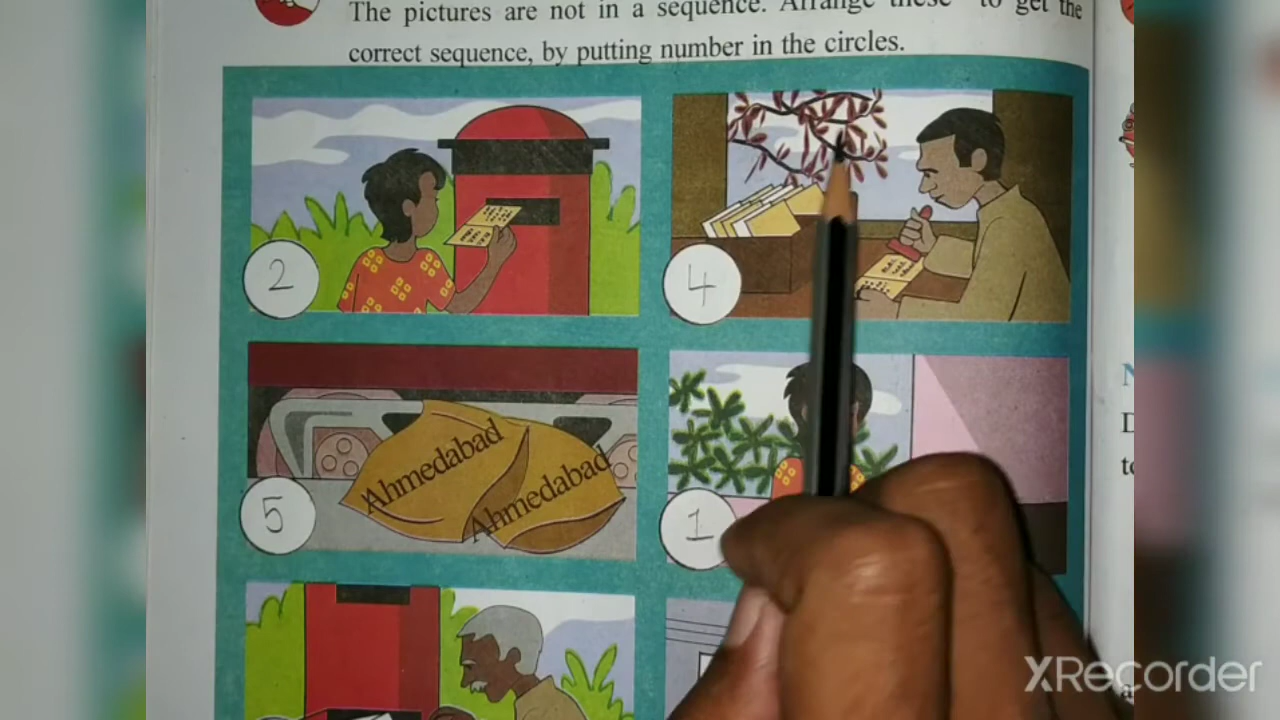 The pictures are not in a sequence. Arrange these to get the
correct sequence, by putting number in the circles.
2
4
Ahmedabad
Ahmedabad
5
1
XRecorder